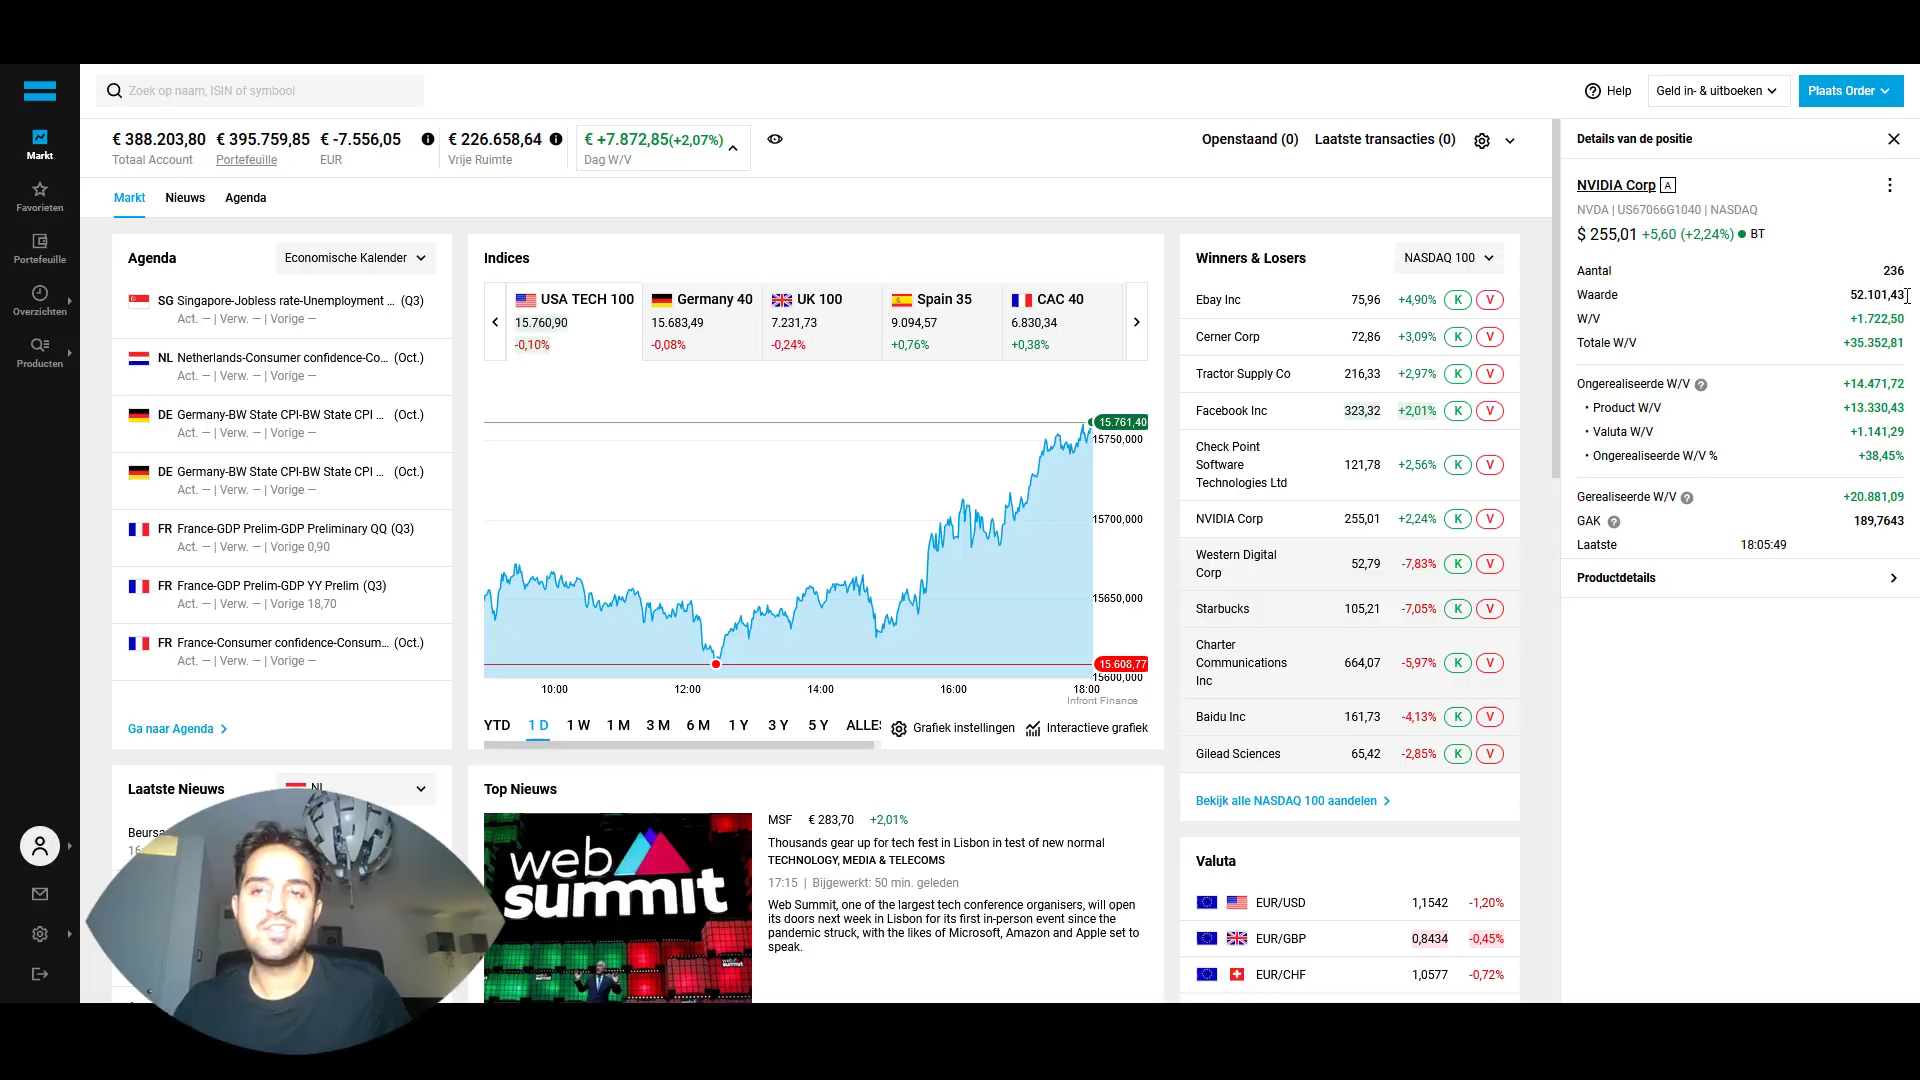 Zoek op naam, ISIN of symbool
Help
Geld in- & uitboeken
Plaats Order
Markt
Favorieten
Portefeuille
Overzichten
Producten
€ 388.203,80
Totaal Account
€ 395.759,85
Portefeuille
€ -7.556,05
EUR
€ 226.658,64
Vrije Ruimte
€ +7.872,85(+2,07%)
Dag W/V
Openstaand (0)
Laatste transacties (0)
Markt
Nieuws
Agenda
Agenda
Economische Kalender
SG Singapore-Jobless rate-Unemployment ... (Q3)
Act. — | Verw. — | Vorige —
NL Netherlands-Consumer confidence-Co... (Oct.)
Act. — | Verw. — | Vorige —
DE Germany-BW State CPI-BW State CPI ... (Oct.)
Act. — | Verw. — | Vorige —
DE Germany-BW State CPI-BW State CPI ... (Oct.)
Act. — | Verw. — | Vorige —
FR France-GDP Prelim-GDP Preliminary QQ (Q3)
Act. — | Verw. — | Vorige 0,90
FR France-GDP Prelim-GDP YY Prelim (Q3)
Act. — | Verw. — | Vorige 18,70
FR France-Consumer confidence-Consum... (Oct.)
Act. — | Verw. — | Vorige —
Ga naar Agenda
Laatste Nieuws
Indices
USA TECH 100
15.760,90
-0,10%
Germany 40
15.683,49
-0,08%
UK 100
7.231,73
-0,24%
Spain 35
9.094,57
+0,76%
CAC 40
6.830,34
+0,38%
15.761,40
15750,000
15700,000
15650,000
15.608,77
15600,000
10:00 12:00 14:00 16:00 18:00
Infront Finance
YTD 1 D 1 W 1 M 3 M 6 M 1 Y 3 Y 5 Y ALLES
Grafiek instellingen
Interactieve grafiek
Top Nieuws
web
summit
MSF € 283,70 +2,01%
Thousands gear up for tech fest in Lisbon in test of new normal
TECHNOLOGY, MEDIA & TELECOMS
17:15 | Bijgewerkt: 50 min. geleden
Web Summit, one of the largest tech conference organisers, will open
its doors next week in Lisbon for its first in-person event since the
pandemic struck, with the likes of Microsoft, Amazon and Apple set to
speak.
Winners & Losers
NASDAQ 100
Ebay Inc 75,96 +4,90% K V
Cerner Corp 72,86 +3,09% K V
Tractor Supply Co 216,33 +2,97% K V
Facebook Inc 323,32 +2,01% K V
Check Point
Software
Technologies Ltd 121,78 +2,56% K V
NVIDIA Corp 255,01 +2,24% K V
Western Digital
Corp 52,79 -7,83% K V
Starbucks 105,21 -7,05% K V
Charter
Communications
Inc 664,07 -5,97% K V
Baidu Inc 161,73 -4,13% K V
Gilead Sciences 65,42 -2,85% K V
Bekijk alle NASDAQ 100 aandelen
Valuta
EUR/USD 1,1542 -1,20%
EUR/GBP 0,8434 -0,45%
EUR/CHF 1,0577 -0,72%
Details van de positie
NVIDIA Corp A
NVDA | US67066G1040 | NASDAQ
$ 255,01 +5,60 (+2,24%) BT
Aantal 236
Waarde 52.101,43
W/V +1.722,50
Totale W/V +35.352,81
Ongerealiseerde W/V +14.471,72
• Product W/V +13.330,43
• Valuta W/V +1.141,29
• Ongerealiseerde W/V % +38,45%
Gerealiseerde W/V +20.881,09
GAK 189,7643
Laatste 18:05:49
Productdetails